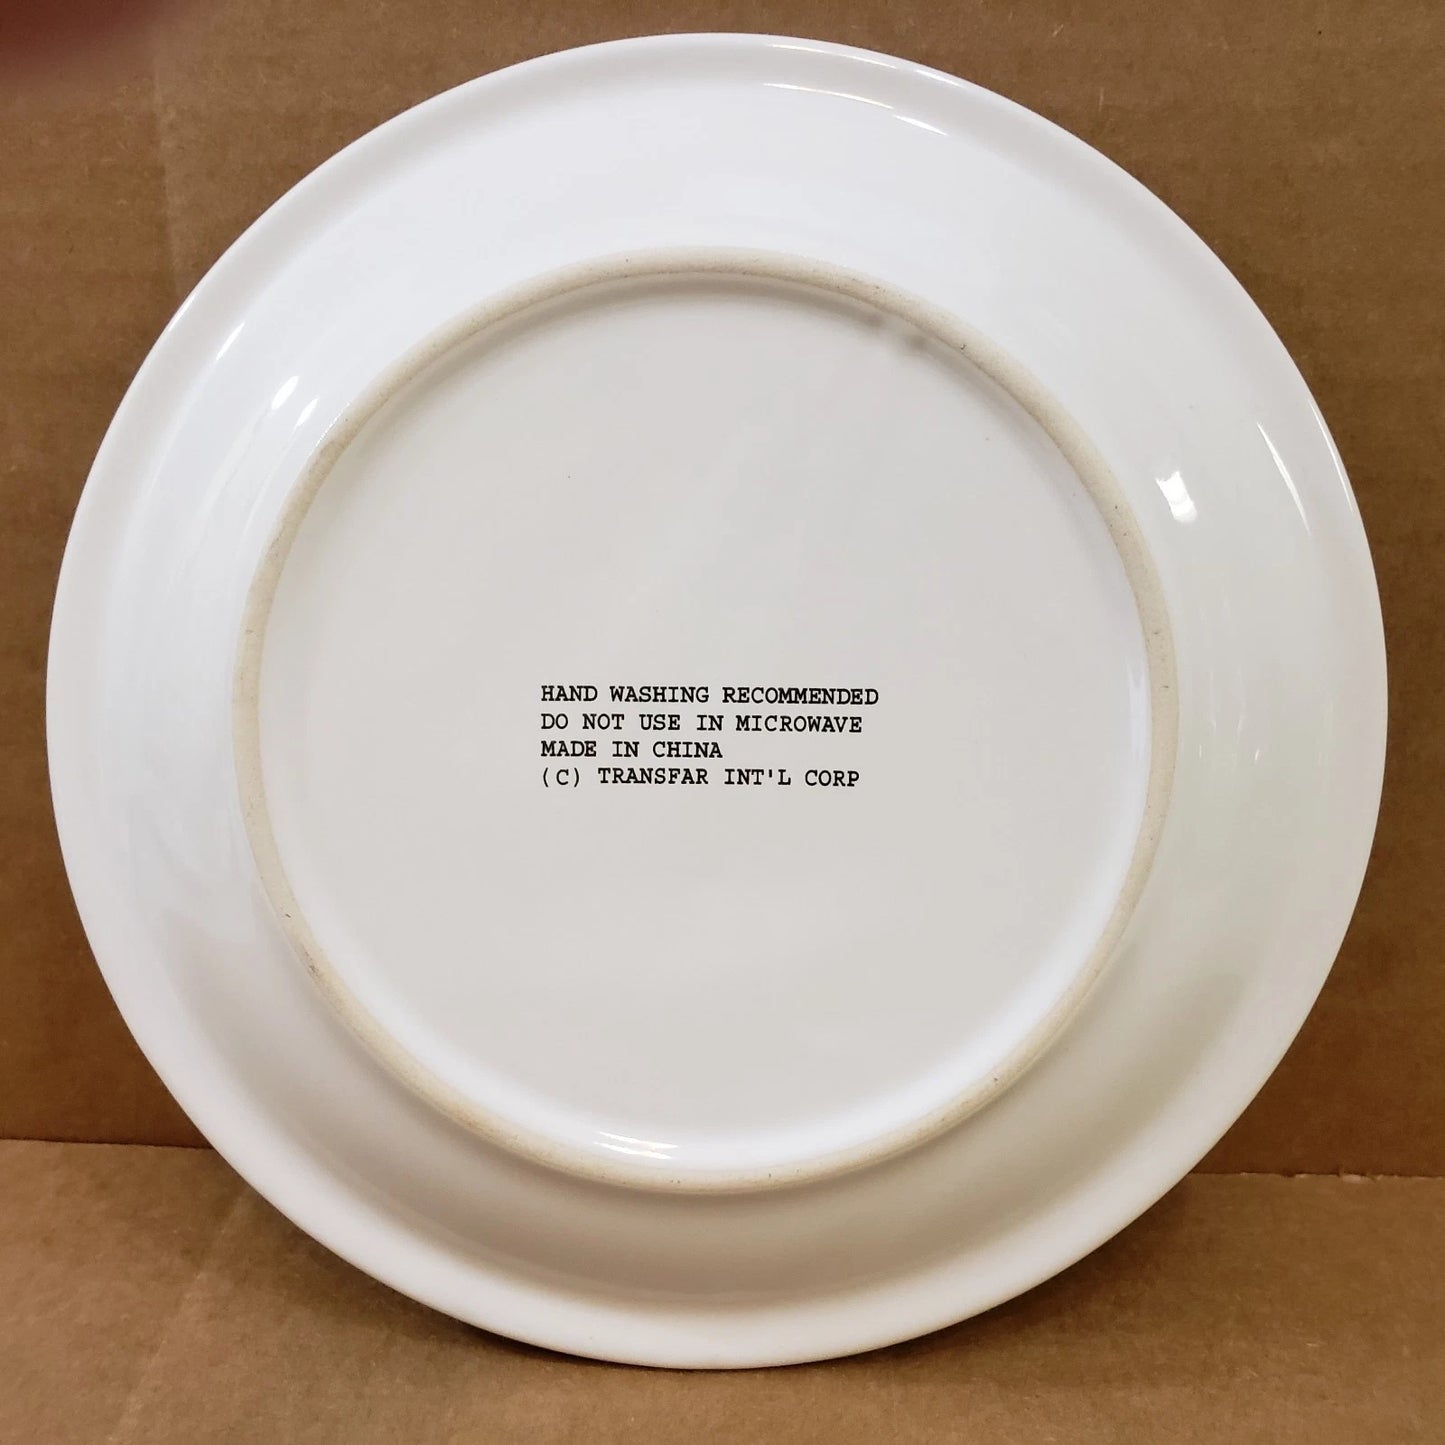 HAND WASHING RECOMMENDED
DO NOT USE IN MICROWAVE
MADE IN CHINA
(C) TRANSFAR INT'L CORP